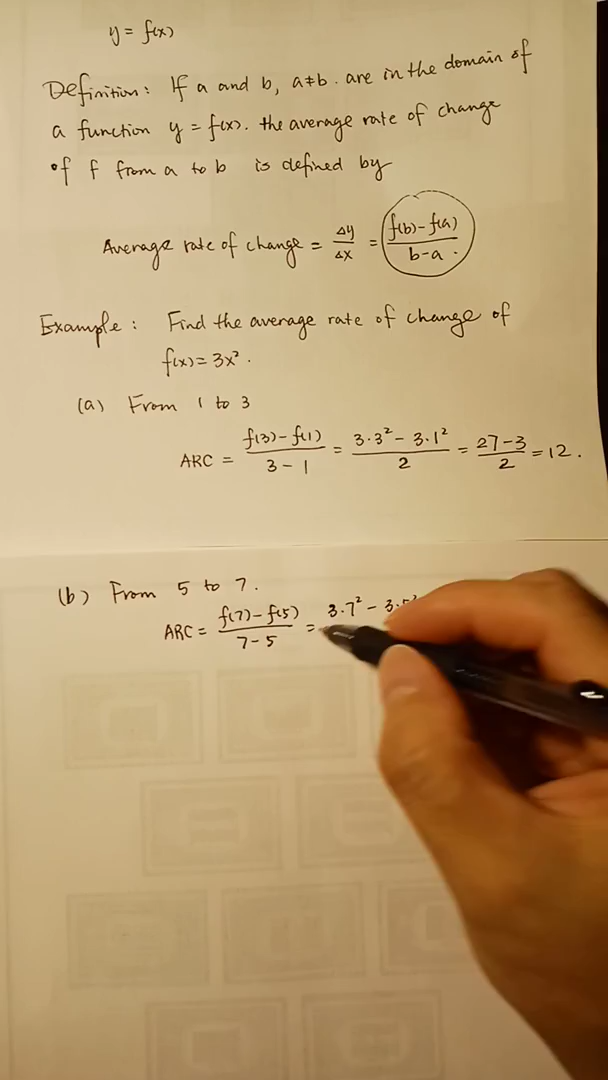 y = f(x)
Definition: If a and b, a≠b. are in the domain of
a function y = f(x). the average rate of change
of f from a to b is defined by
Average rate of change = Δy/Δx = (f(b)-f(a))/(b-a).
Example: Find the average rate of change of
f(x) = 3x².
(a) From 1 to 3
ARC = (f(3)-f(1))/(3-1) = (3·3² - 3·1²)/2 = (27-3)/2 = 12.
(b) From 5 to 7.
ARC = (f(7)-f(5))/(7-5) = 3·7² - 3·5²